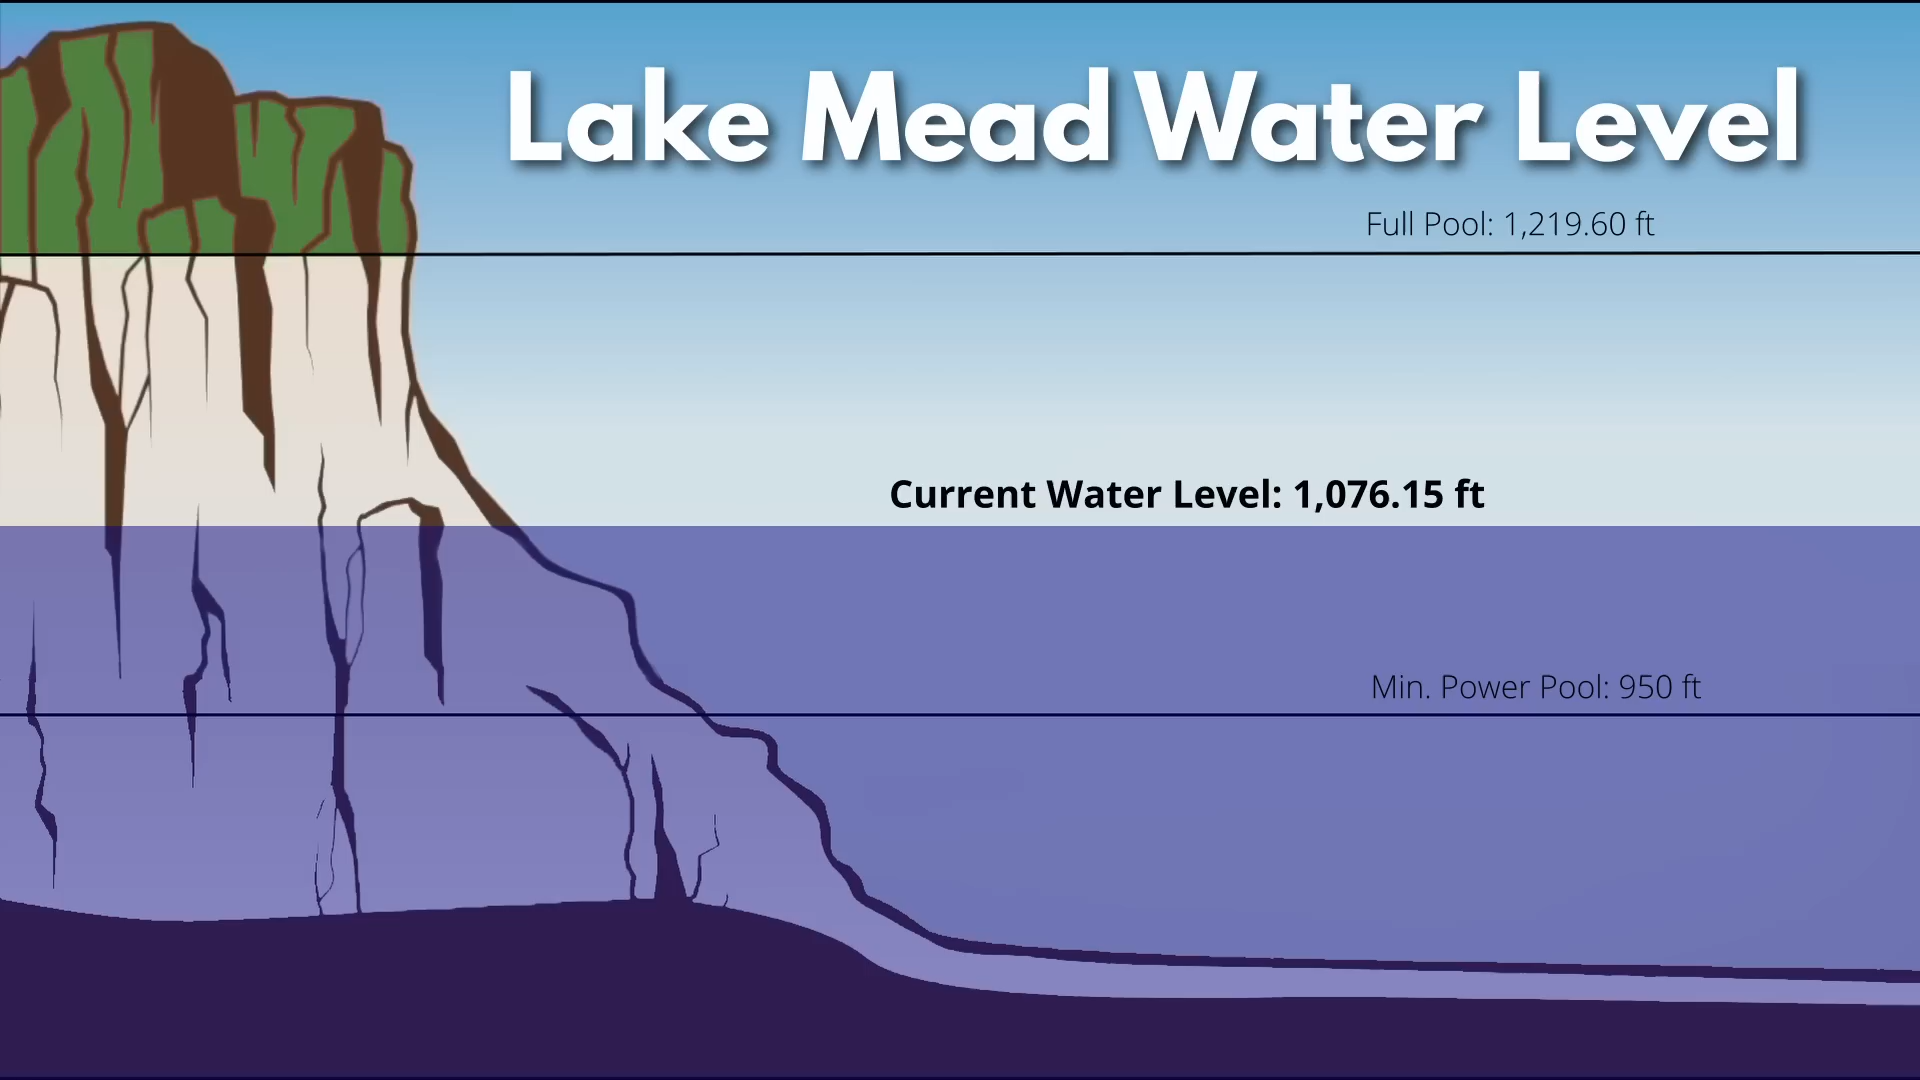 Lake Mead Water Level
Full Pool: 1,219.60 ft
Current Water Level: 1,076.15 ft
Min. Power Pool: 950 ft